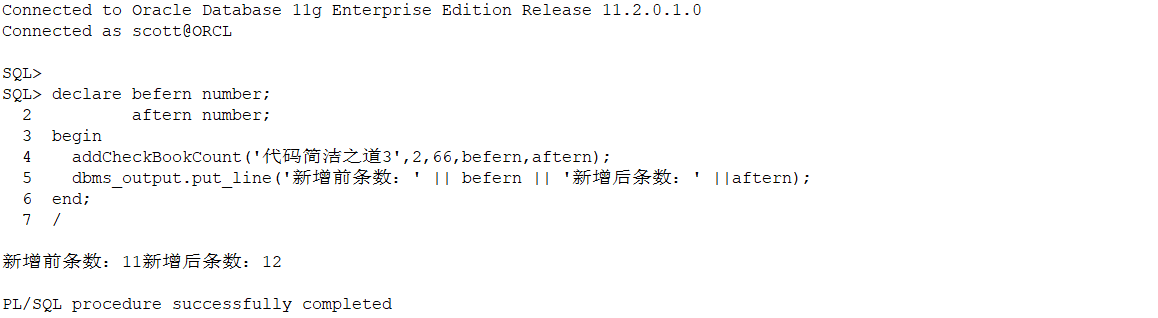 Connected to Oracle Database 11g Enterprise Edition Release 11.2.0.1.0
Connected as scott@ORCL
SQL>
SQL> declare befern number;
  2          aftern number;
  3  begin
  4    addCheckBookCount('代码简洁之道3',2,66,befern,aftern);
  5    dbms_output.put_line('新增前条数：' || befern || '新增后条数：' ||aftern);
  6  end;
  7  /
新增前条数：11新增后条数：12
PL/SQL procedure successfully completed